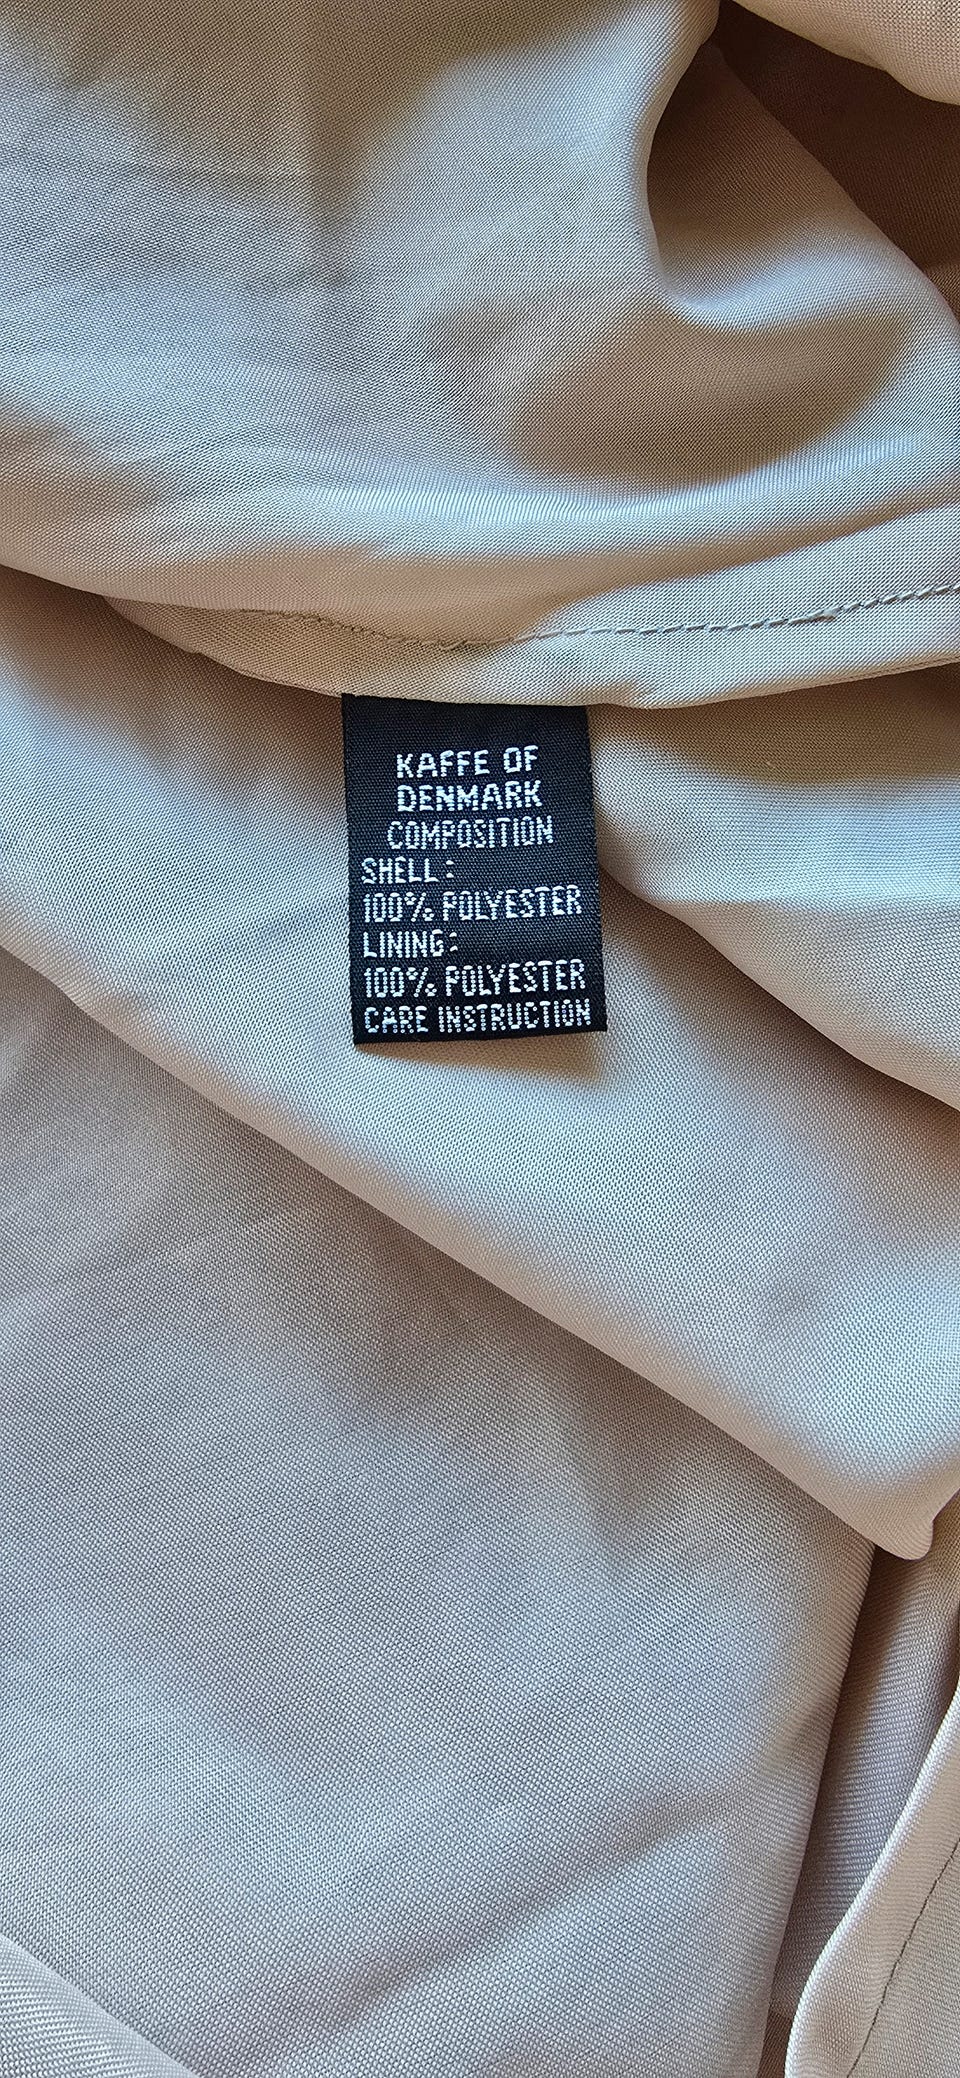 KAFFE OF
DENMARK
COMPOSITION
SHELL:
100% POLYESTER
LINING:
100% POLYESTER
CARE INSTRUCTION